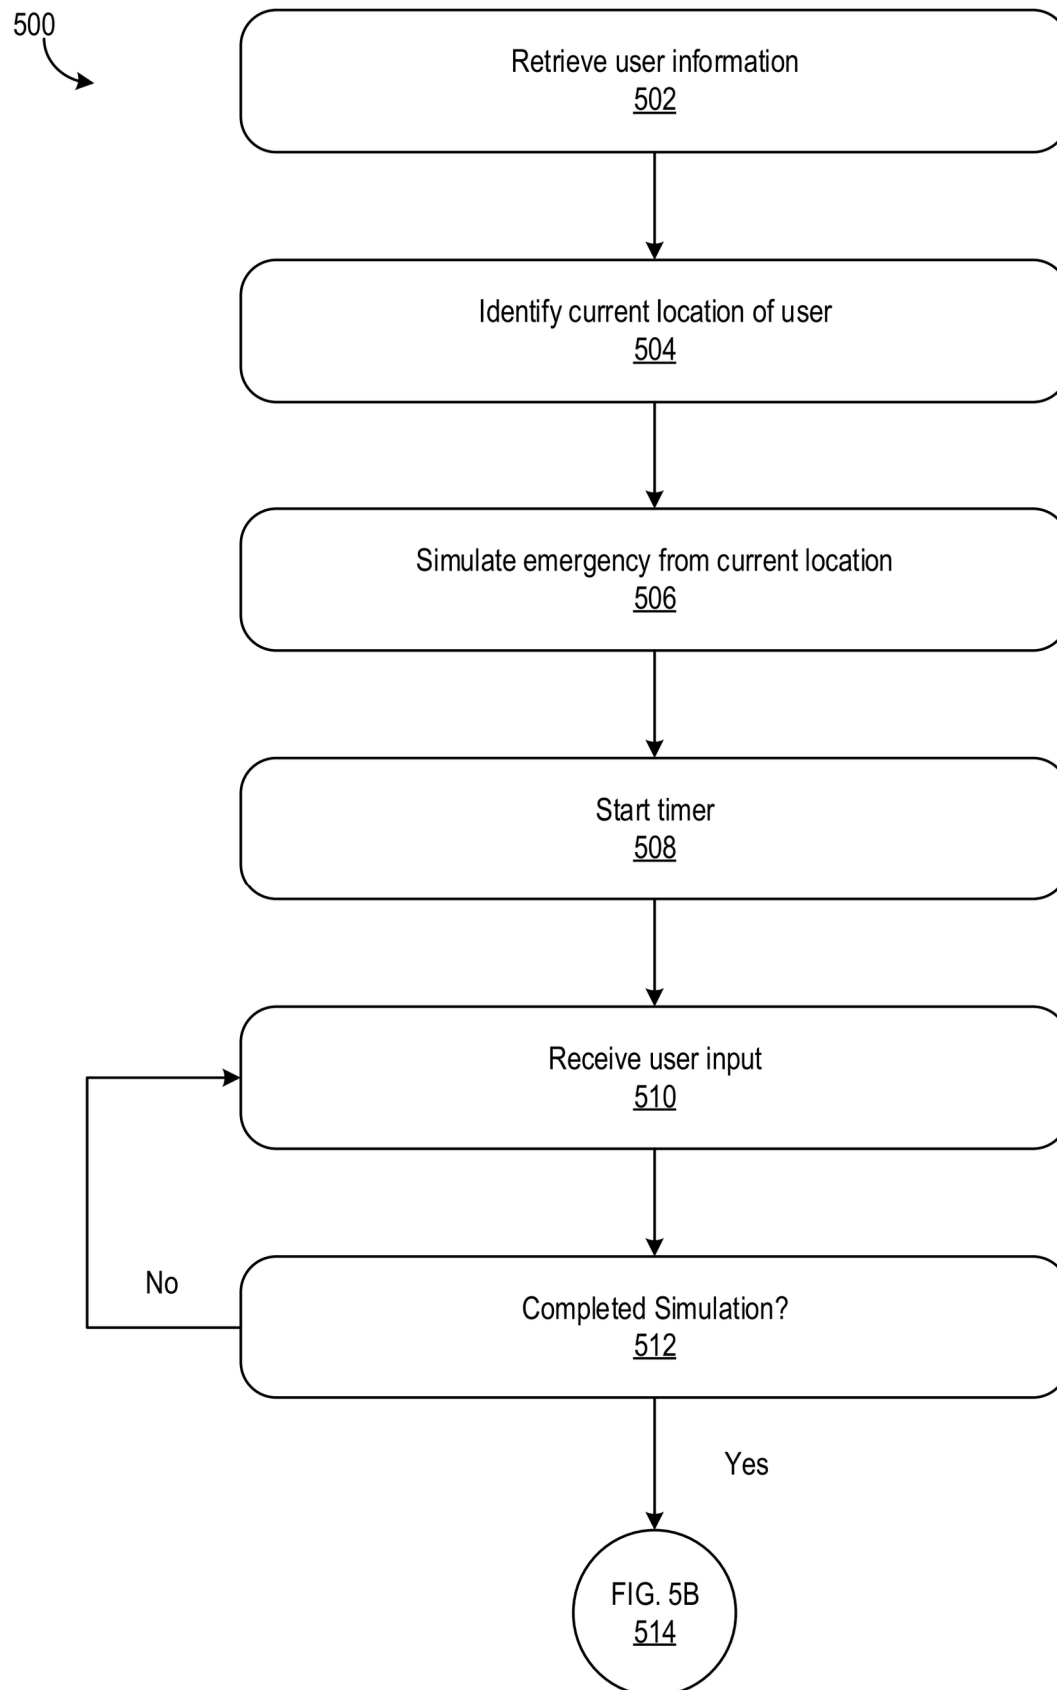 500
Retrieve user information
502
Identify current location of user
504
Simulate emergency from current location
506
Start timer
508
Receive user input
510
No
Completed Simulation?
512
Yes
FIG. 5B
514